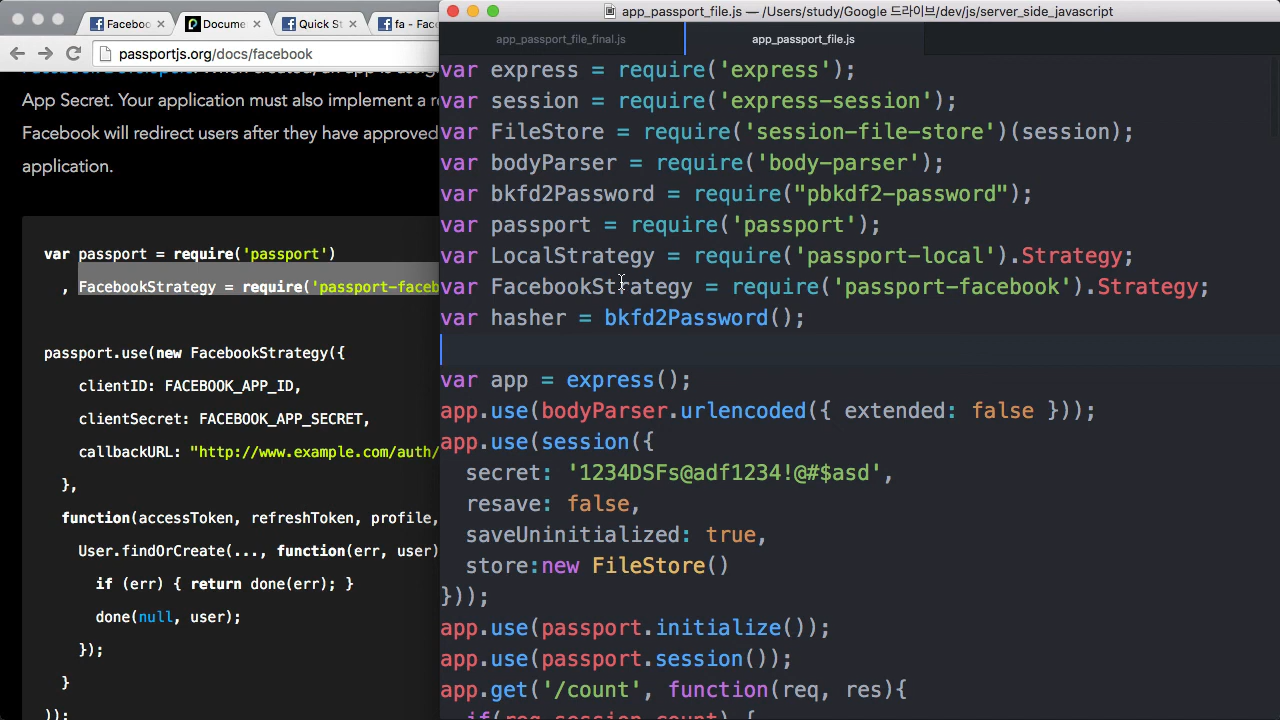 Facebo
Docume
Quick St
fa - Fac
passportjs.org/docs/facebook
App Secret. Your application must also implement a r
Facebook will redirect users after they have approved
application.
var passport = require('passport')
, FacebookStrategy = require('passport-faceb
passport.use(new FacebookStrategy({
clientID: FACEBOOK_APP_ID,
clientSecret: FACEBOOK_APP_SECRET,
callbackURL: "http://www.example.com/auth/
},
function(accessToken, refreshToken, profile,
User.findOrCreate(..., function(err, user)
if (err) { return done(err); }
done(null, user);
});
}
));
app_passport_file.js — /Users/study/Google 드라이브/dev/js/server_side_javascript
app_passport_file_final.js
app_passport_file.js
var express = require('express');
var session = require('express-session');
var FileStore = require('session-file-store')(session);
var bodyParser = require('body-parser');
var bkfd2Password = require("pbkdf2-password");
var passport = require('passport');
var LocalStrategy = require('passport-local').Strategy;
var FacebookStrategy = require('passport-facebook').Strategy;
var hasher = bkfd2Password();
var app = express();
app.use(bodyParser.urlencoded({ extended: false }));
app.use(session({
secret: '1234DSFs@adf1234!@#$asd',
resave: false,
saveUninitialized: true,
store:new FileStore()
}));
app.use(passport.initialize());
app.use(passport.session());
app.get('/count', function(req, res){
if(req.session.count) {